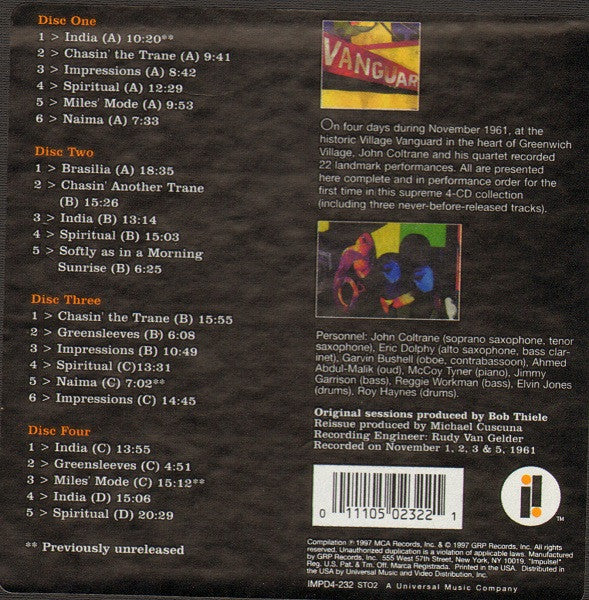 Disc One
1 > India (A) 10:20**
2 > Chasin' the Trane (A) 9:41
3 > Impressions (A) 8:42
4 > Spiritual (A) 12:29
5 > Miles' Mode (A) 9:53
6 > Naima (A) 7:33
Disc Two
1 > Brasilia (A) 18:35
2 > Chasin' Another Trane
(B) 15:26
3 > India (B) 13:14
4 > Spiritual (B) 15:03
5 > Softly as in a Morning
Sunrise (B) 6:25
Disc Three
1 > Chasin' the Trane (B) 15:55
2 > Greensleeves (B) 6:08
3 > Impressions (B) 10:49
4 > Spiritual (C)13:31
5 > Naima (C) 7:02**
6 > Impressions (C) 14:45
Disc Four
1 > India (C) 13:55
2 > Greensleeves (C) 4:51
3 > Miles' Mode (C) 15:12**
4 > India (D) 15:06
5 > Spiritual (D) 20:29
** Previously unreleased
VANGUAR
On four days during November 1961, at the
historic Village Vanguard in the heart of Greenwich
Village, John Coltrane and his quartet recorded
22 landmark performances. All are presented
here complete and in performance order for the
first time in this supreme 4-CD collection
(including three never-before-released tracks).
Personnel: John Coltrane (soprano saxophone, tenor
saxophone), Eric Dolphy (alto saxophone, bass clar-
inet), Garvin Bushell (oboe, contrabassoon), Ahmed
Abdul-Malik (oud), McCoy Tyner (piano), Jimmy
Garrison (bass), Reggie Workman (bass), Elvin Jones
(drums), Roy Haynes (drums).
Original sessions produced by Bob Thiele
Reissue produced by Michael Cuscuna
Recording Engineer: Rudy Van Gelder
Recorded on November 1, 2, 3 & 5, 1961
0 11105 02322 1
i!
TM
Compilation ℗ 1997 MCA Records, Inc. & © 1997 GRP Records, Inc. All rights
reserved. Unauthorized duplication is a violation of applicable laws. Manufactured
by GRP Records, Inc. 555 West 57th Street, New York, NY 10019. "Impulse!"
Reg. U.S. Pat. & Tm. Off. Marca Registrada. Printed in the USA. Distributed in the
USA by Universal Music and Video Distribution, Inc.
IMPD4-232 STO2 A Universal Music Company